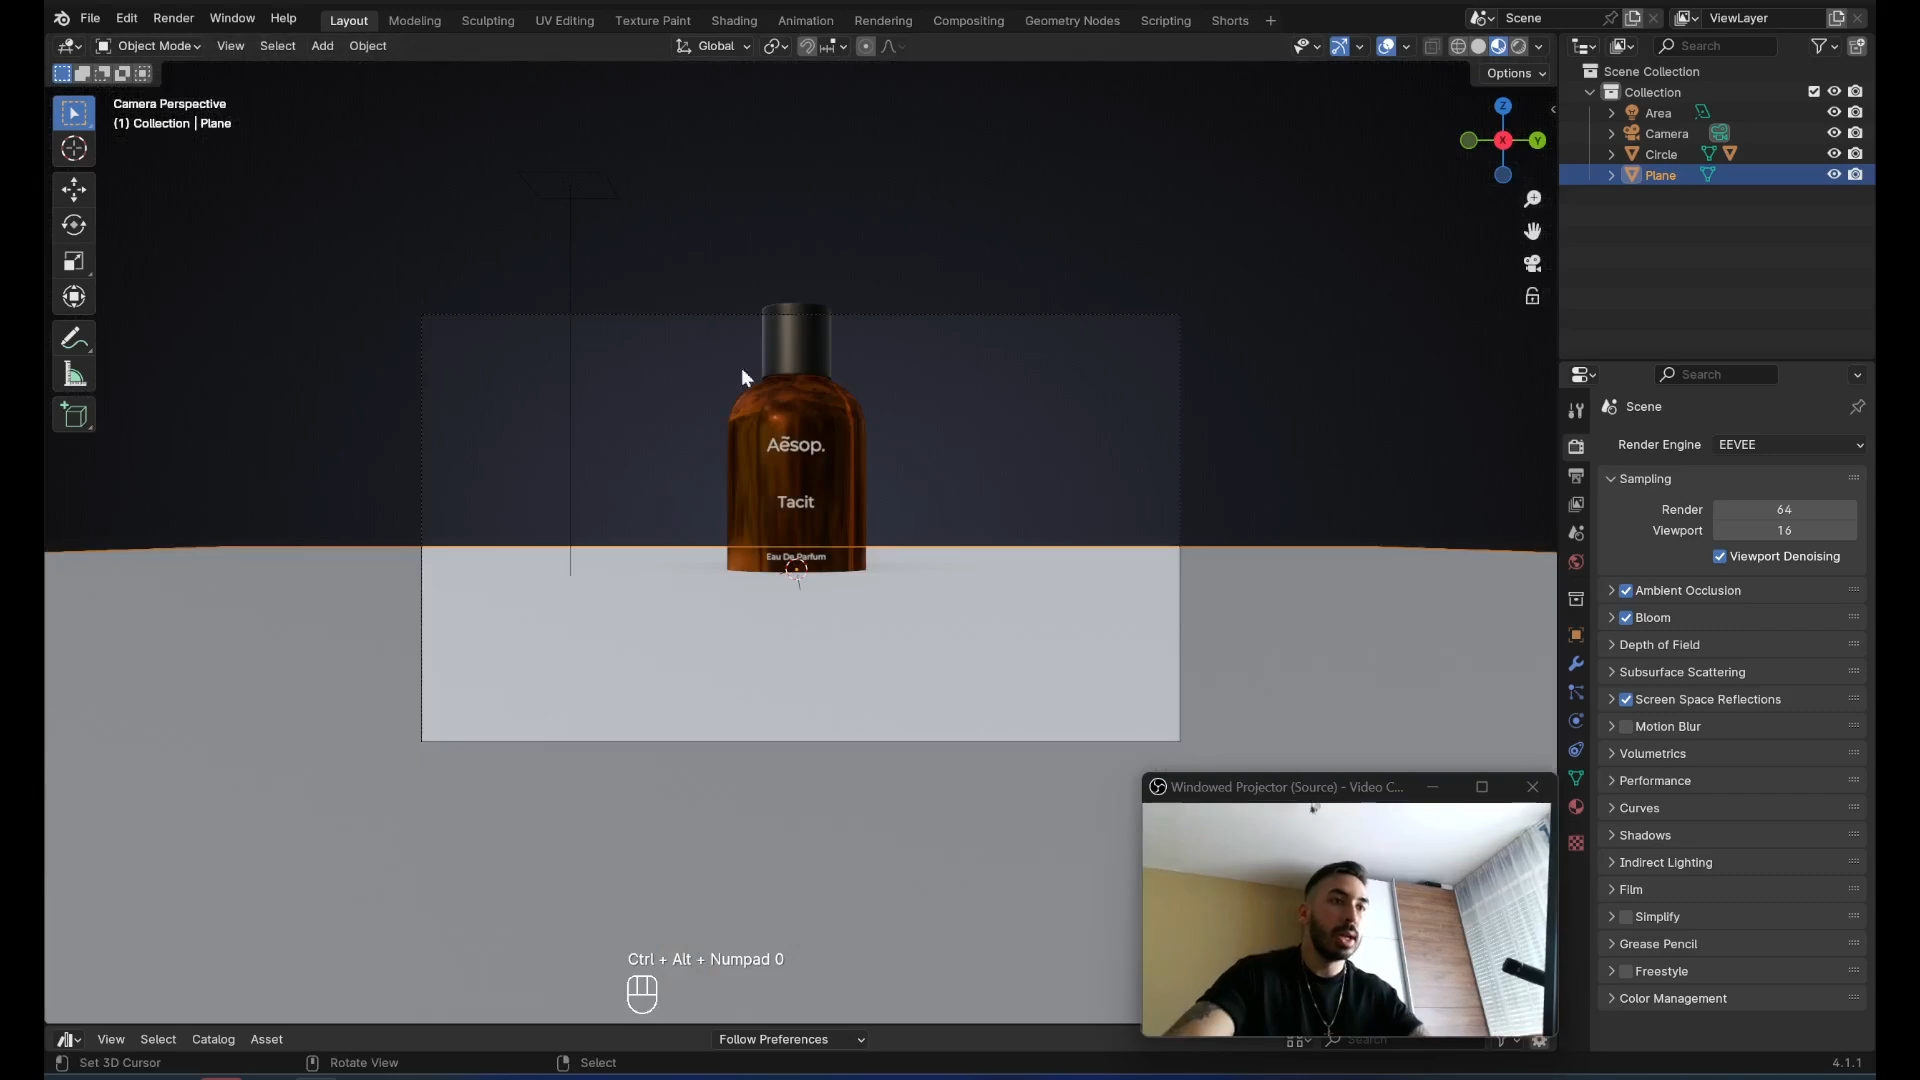 File Edit Render Window Help Layout Modeling Sculpting UV Editing Texture Paint Shading Animation Rendering Compositing Geometry Nodes Scripting Shorts + Scene ViewLayer
Object Mode View Select Add Object Global Search
Options
Camera Perspective
(1) Collection | Plane
Scene Collection
Collection
Area
Camera
Circle
Plane
Z
X
Y
Aẽsop.
Tacit
Eau De Parfum
Search
Scene
Render Engine EEVEE
Sampling
Render 64
Viewport 16
Viewport Denoising
Ambient Occlusion
Bloom
Depth of Field
Subsurface Scattering
Screen Space Reflections
Motion Blur
Volumetrics
Performance
Curves
Shadows
Indirect Lighting
Film
Simplify
Grease Pencil
Freestyle
Color Management
Windowed Projector (Source) - Video C...
Ctrl + Alt + Numpad 0
View Select Catalog Asset Follow Preferences Search
Set 3D Cursor Rotate View Select 4.1.1